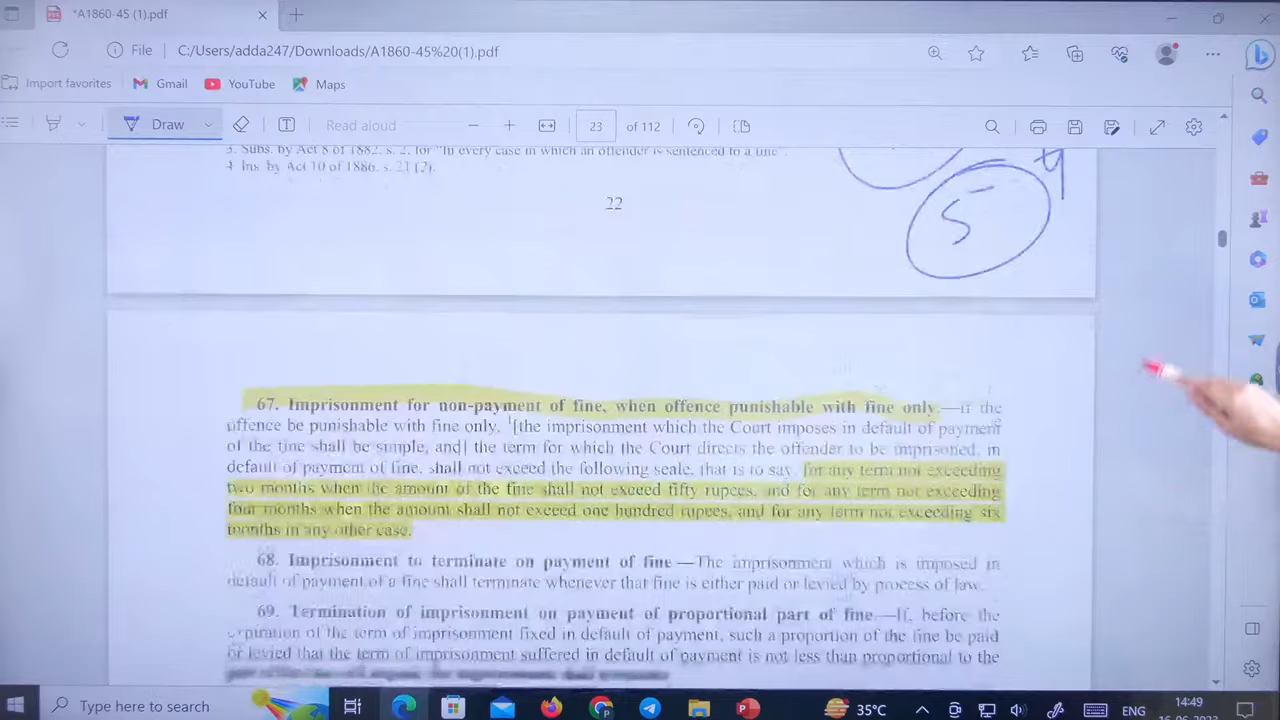 *A1860-45 (1).pdf
File C:/Users/adda247/Downloads/A1860-45%20(1).pdf
Import favorites Gmail YouTube Maps
Draw Read aloud 23 of 112
3. Subs. by Act 8 of 1882, s. 2, for "In every case in which an offender is sentenced to a fine".
4 Ins. by Act 10 of 1886, s. 21 (2).
22
5
67. Imprisonment for non-payment of fine, when offence punishable with fine only.—If the
offence be punishable with fine only, 1[the imprisonment which the Court imposes in default of payment
of the fine shall be simple, and] the term for which the Court directs the offender to be imprisoned, in
default of payment of fine, shall not exceed the following scale, that is to say, for any term not exceeding
two months when the amount of the fine shall not exceed fifty rupees, and for any term not exceeding
four months when the amount shall not exceed one hundred rupees, and for any term not exceeding six
months in any other case.
68. Imprisonment to terminate on payment of fine —The imprisonment which is imposed in
default of payment of a fine shall terminate whenever that fine is either paid or levied by process of law.
69. Termination of imprisonment on payment of proportional part of fine.—If, before the
expiration of the term of imprisonment fixed in default of payment, such a proportion of the fine be paid
or levied that the term of imprisonment suffered in default of payment is not less than proportional to the
Type here to search 35°C ENG 14:49